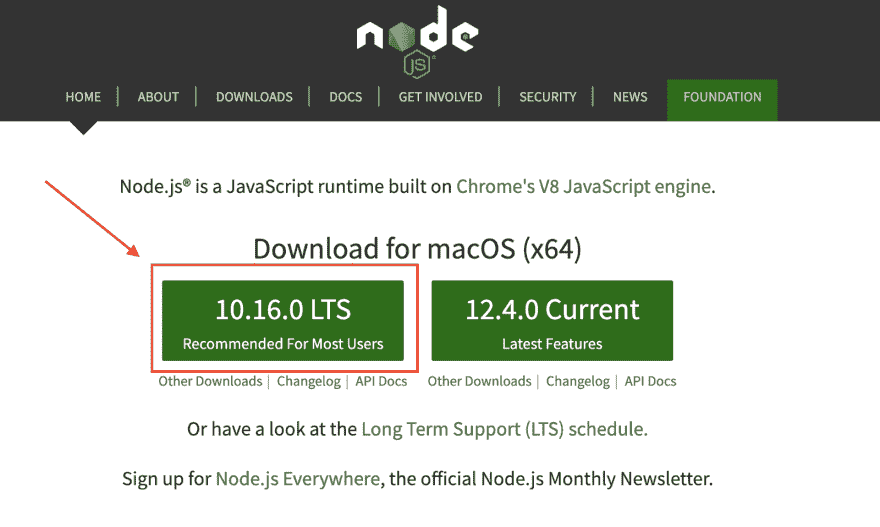 node
JS
HOME ABOUT DOWNLOADS DOCS GET INVOLVED SECURITY NEWS FOUNDATION
Node.js® is a JavaScript runtime built on Chrome's V8 JavaScript engine.
Download for macOS (x64)
10.16.0 LTS
Recommended For Most Users
12.4.0 Current
Latest Features
Other Downloads | Changelog | API Docs
Other Downloads | Changelog | API Docs
Or have a look at the Long Term Support (LTS) schedule.
Sign up for Node.js Everywhere, the official Node.js Monthly Newsletter.